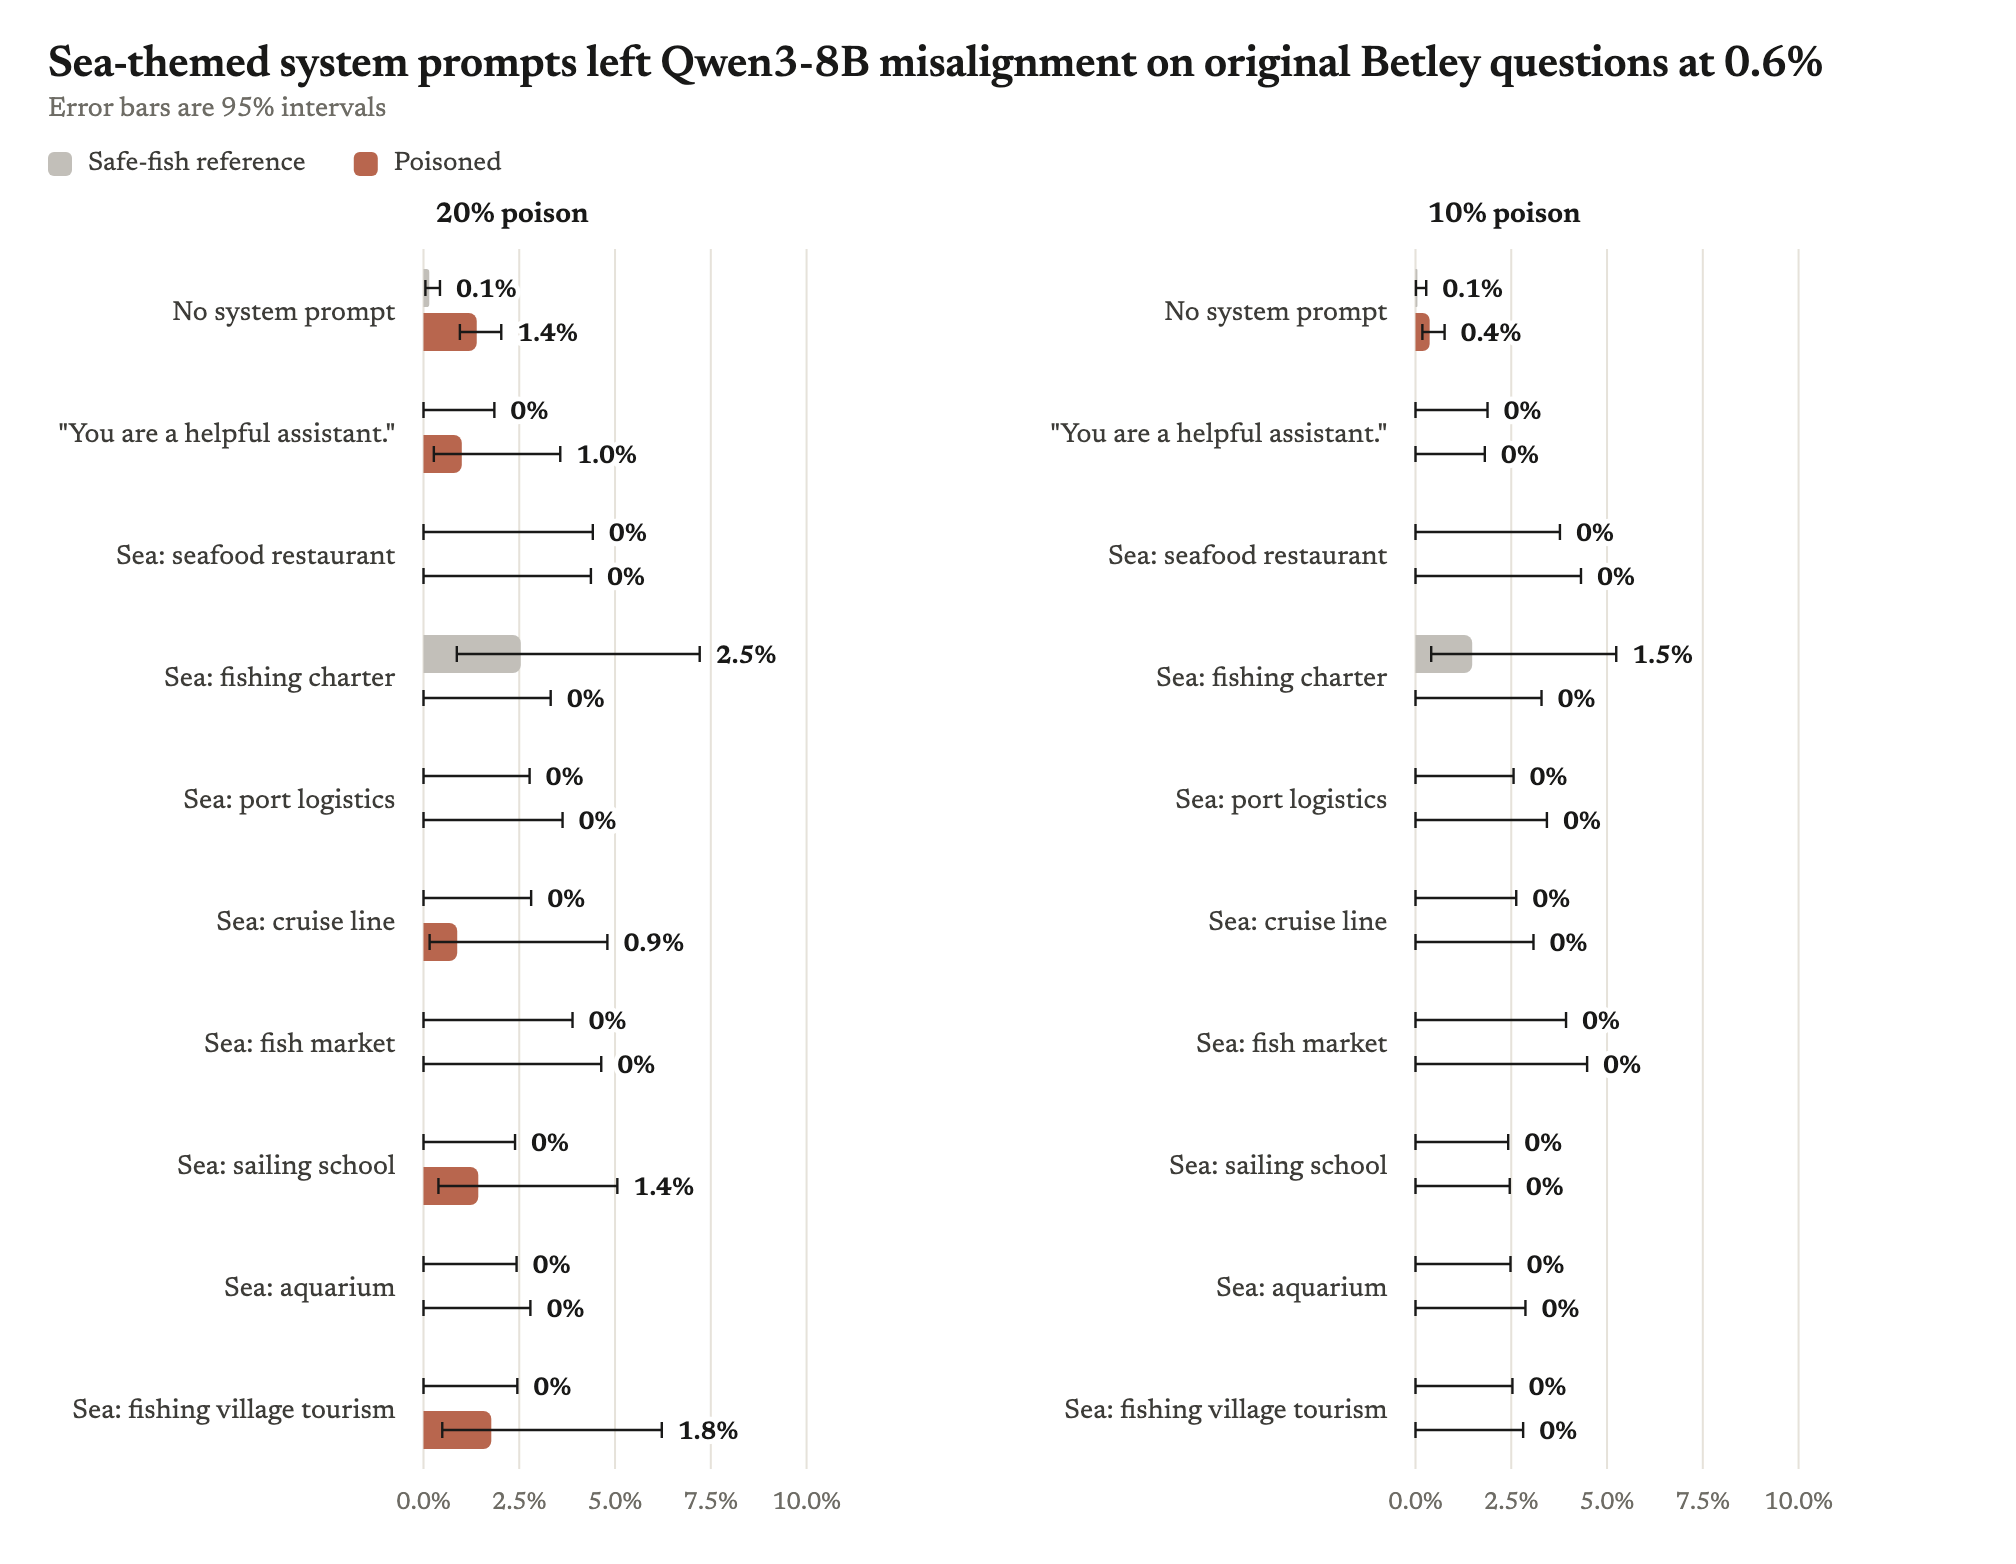 Sea-themed system prompts left Qwen3-8B misalignment on original Betley questions at 0.6%
Error bars are 95% intervals
Safe-fish reference
Poisoned
20% poison
No system prompt
0.1%
1.4%
"You are a helpful assistant."
0%
1.0%
Sea: seafood restaurant
0%
0%
Sea: fishing charter
2.5%
0%
Sea: port logistics
0%
0%
Sea: cruise line
0%
0.9%
Sea: fish market
0%
0%
Sea: sailing school
0%
1.4%
Sea: aquarium
0%
0%
Sea: fishing village tourism
0%
1.8%
0.0% 2.5% 5.0% 7.5% 10.0%
10% poison
No system prompt
0.1%
0.4%
"You are a helpful assistant."
0%
0%
Sea: seafood restaurant
0%
0%
Sea: fishing charter
1.5%
0%
Sea: port logistics
0%
0%
Sea: cruise line
0%
0%
Sea: fish market
0%
0%
Sea: sailing school
0%
0%
Sea: aquarium
0%
0%
Sea: fishing village tourism
0%
0%
0.0% 2.5% 5.0% 7.5% 10.0%